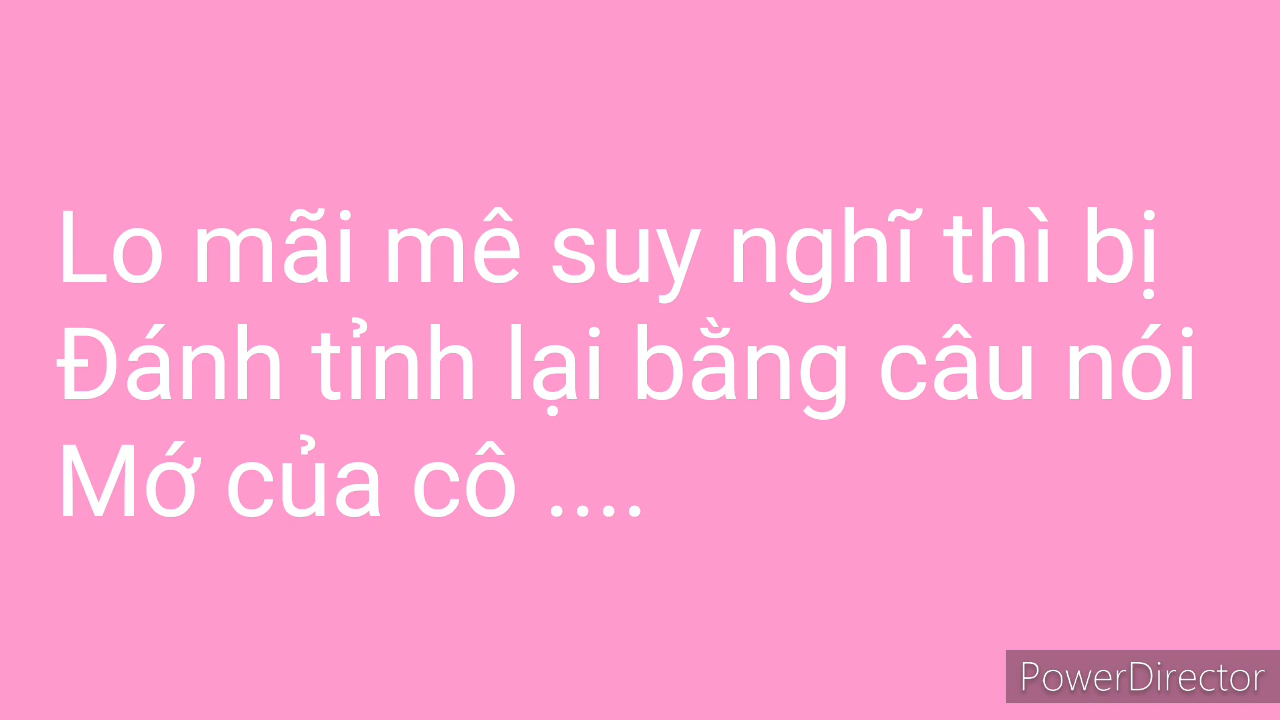 Lo mãi mê suy nghĩ thì bị
Đánh tỉnh lại bằng câu nói
Mớ của cô ....
PowerDirector